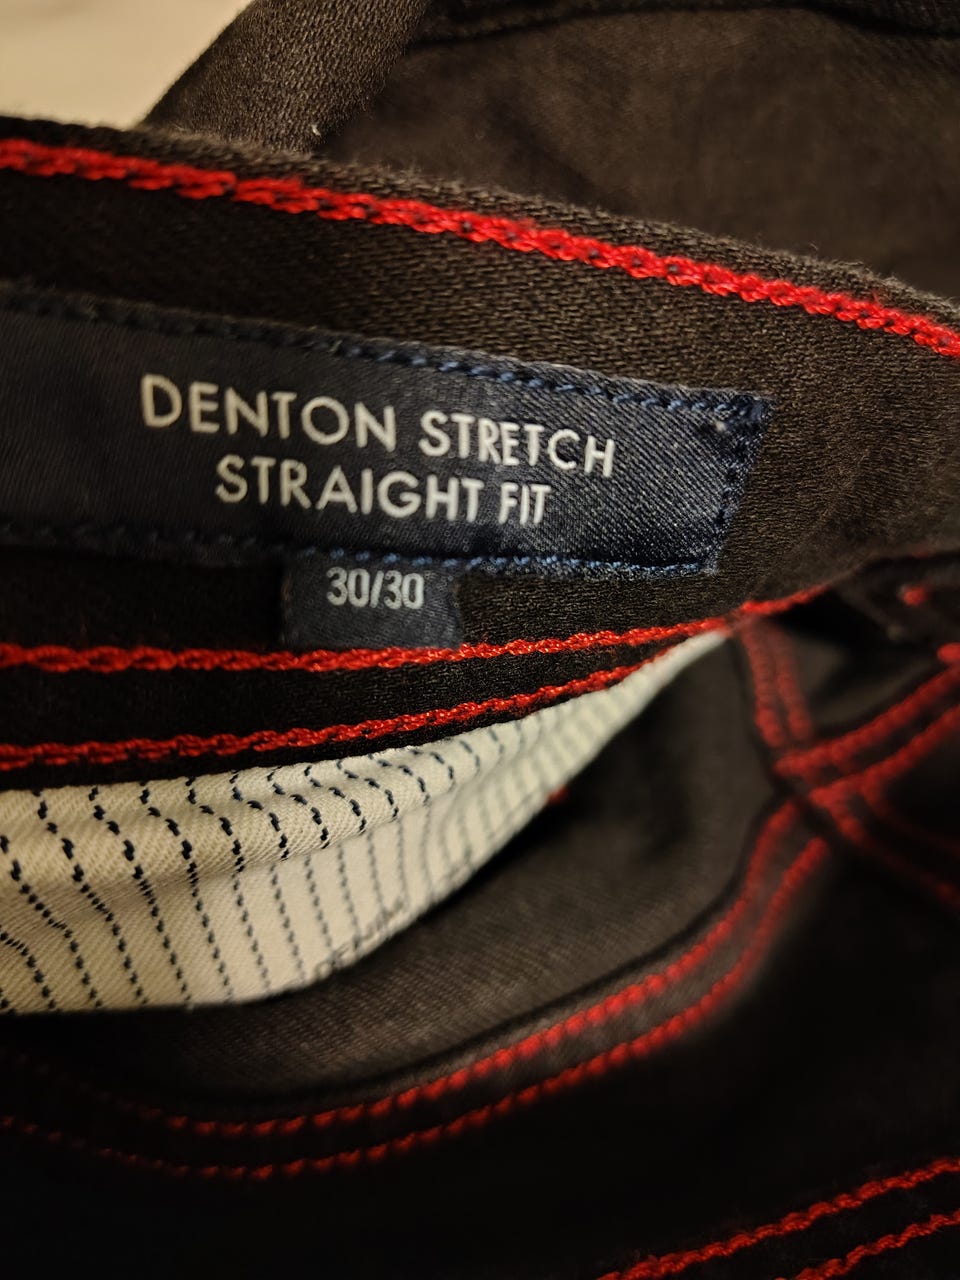 DENTON STRETCH
STRAIGHT FIT
30/30